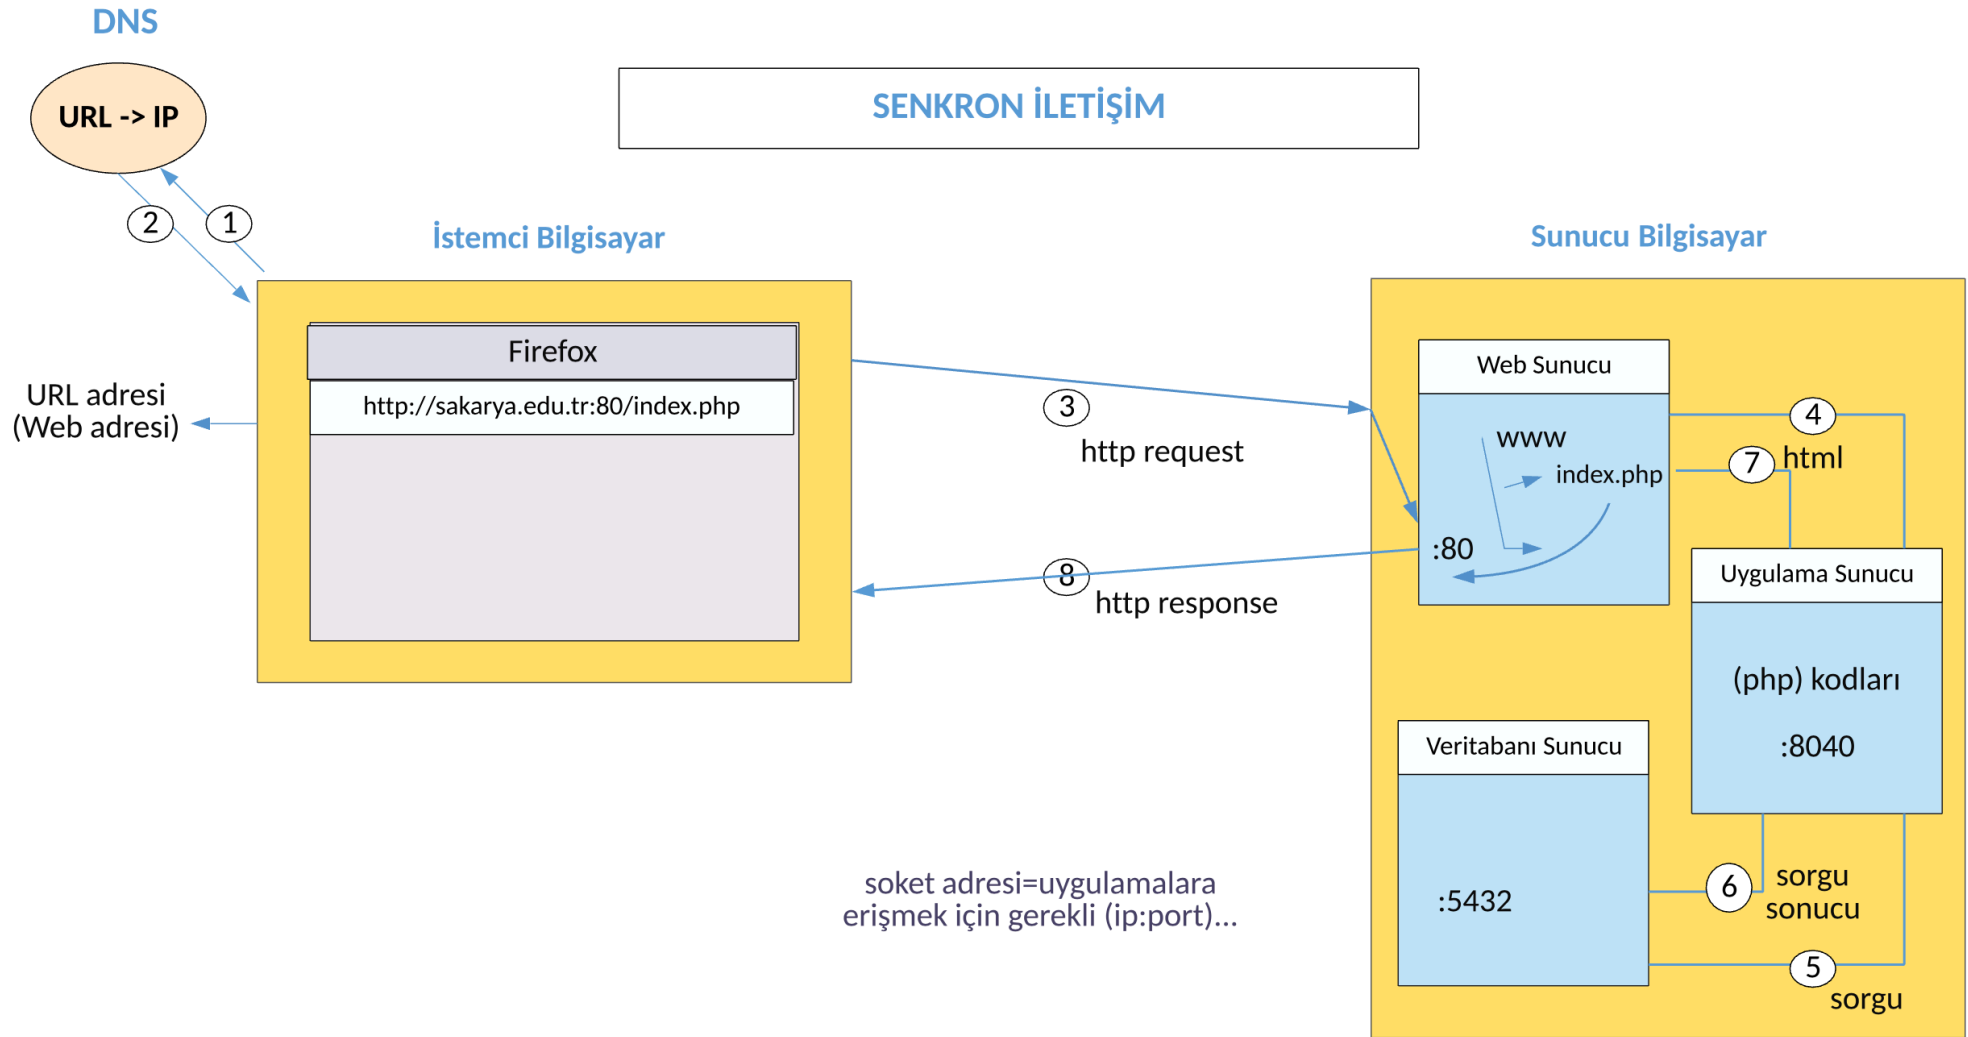 DNS
URL -> IP
SENKRON İLETİŞİM
2
1
İstemci Bilgisayar
Sunucu Bilgisayar
Firefox
http://sakarya.edu.tr:80/index.php
URL adresi
(Web adresi)
3
http request
8
http response
Web Sunucu
www
index.php
:80
4
7
html
Uygulama Sunucu
(php) kodları
:8040
Veritabanı Sunucu
:5432
6
sorgu
sonucu
5
sorgu
soket adresi=uygulamalara
erişmek için gerekli (ip:port)...